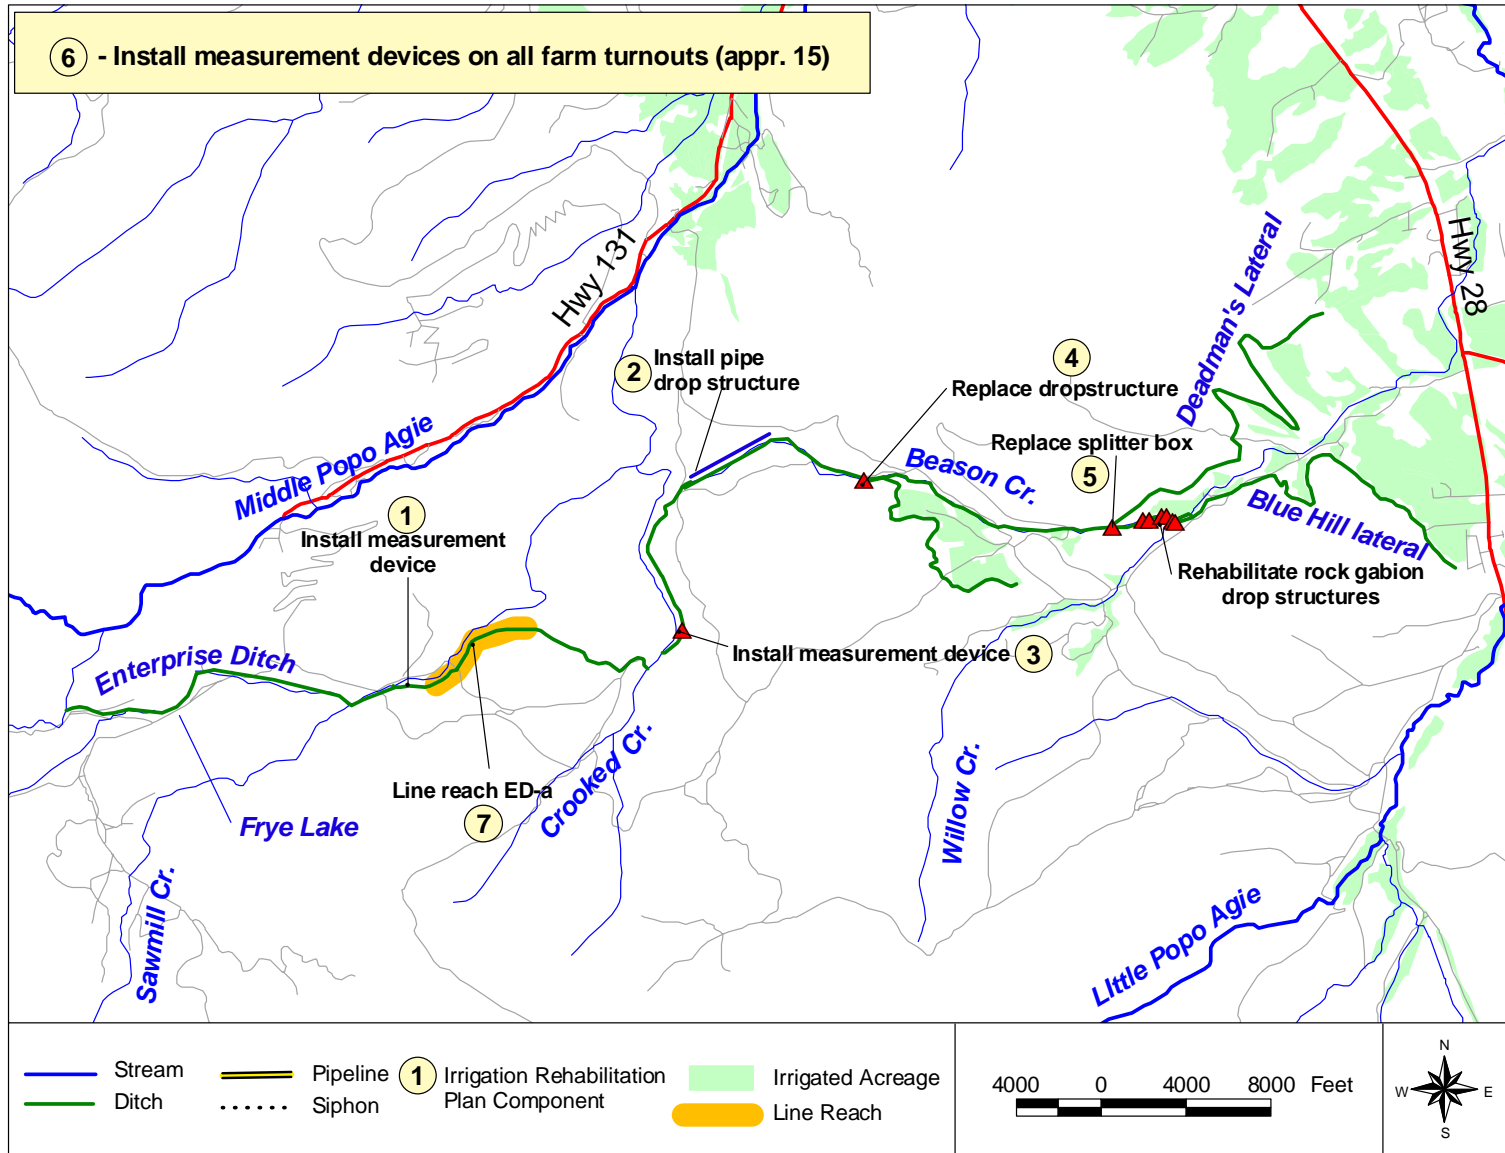 6 - Install measurement devices on all farm turnouts (appr. 15)
Hwy 131
Hwy 28
Deadman's Lateral
2 Install pipe
drop structure
4
Replace dropstructure
Replace splitter box
5
Beason Cr.
Blue Hill lateral
Middle Popo Agie
1
Install measurement
device
Rehabilitate rock gabion
drop structures
Enterprise Ditch
Install measurement device 3
Line reach ED-a
7
Crooked Cr.
Willow Cr.
Frye Lake
Sawmill Cr.
LIttle Popo Agie
Stream
Ditch
Pipeline
Siphon
1 Irrigation Rehabilitation
Plan Component
Irrigated Acreage
Line Reach
4000 0 4000 8000 Feet
N
W E
S